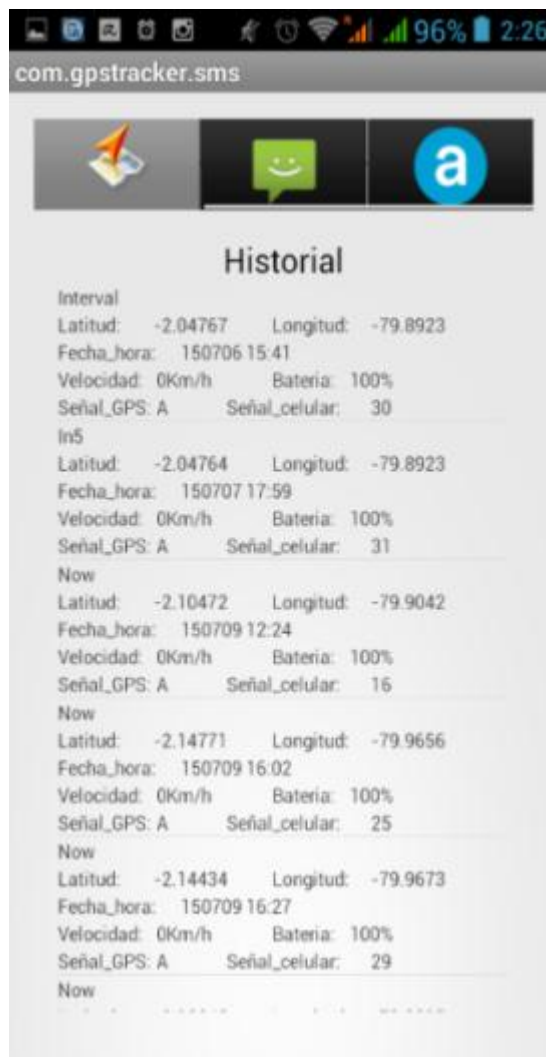 96% 2:26
com.gpstracker.sms
a
Historial
Interval
Latitud: -2.04767 Longitud: -79.8923
Fecha_hora: 150706 15:41
Velocidad: 0Km/h Bateria: 100%
Señal_GPS: A Señal_celular: 30
In5
Latitud: -2.04764 Longitud: -79.8923
Fecha_hora: 150707 17:59
Velocidad: 0Km/h Bateria: 100%
Señal_GPS: A Señal_celular: 31
Now
Latitud: -2.10472 Longitud: -79.9042
Fecha_hora: 150709 12:24
Velocidad: 0Km/h Bateria: 100%
Señal_GPS: A Señal_celular: 16
Now
Latitud: -2.14771 Longitud: -79.9656
Fecha_hora: 150709 16:02
Velocidad: 0Km/h Bateria: 100%
Señal_GPS: A Señal_celular: 25
Now
Latitud: -2.14434 Longitud: -79.9673
Fecha_hora: 150709 16:27
Velocidad: 0Km/h Bateria: 100%
Señal_GPS: A Señal_celular: 29
Now